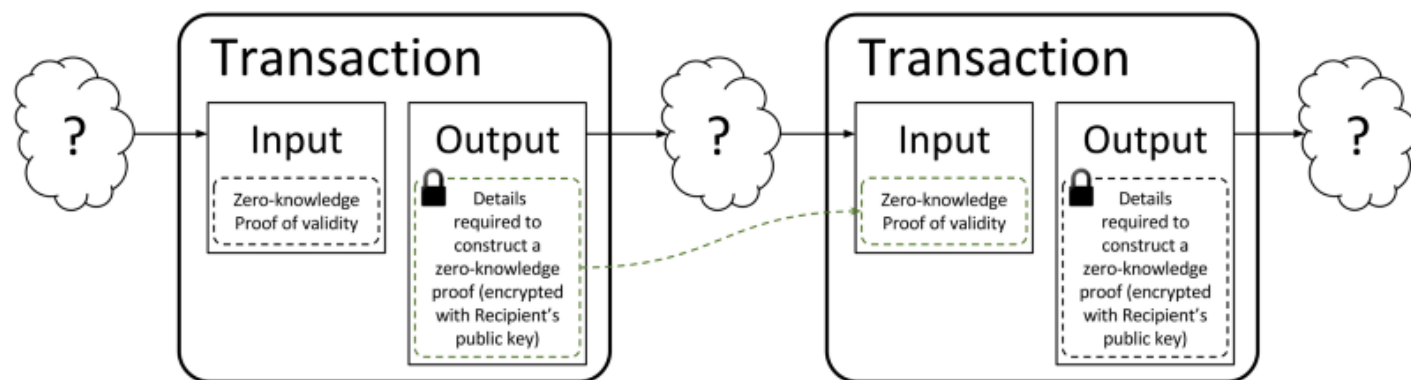 Transaction
?
Input
Zero-knowledge
Proof of validity
Output
Details
required to
construct a
zero-knowledge
proof (encrypted
with Recipient's
public key)
?
Transaction
Input
Zero-knowledge
Proof of validity
Output
Details
required to
construct a
zero-knowledge
proof (encrypted
with Recipient's
public key)
?